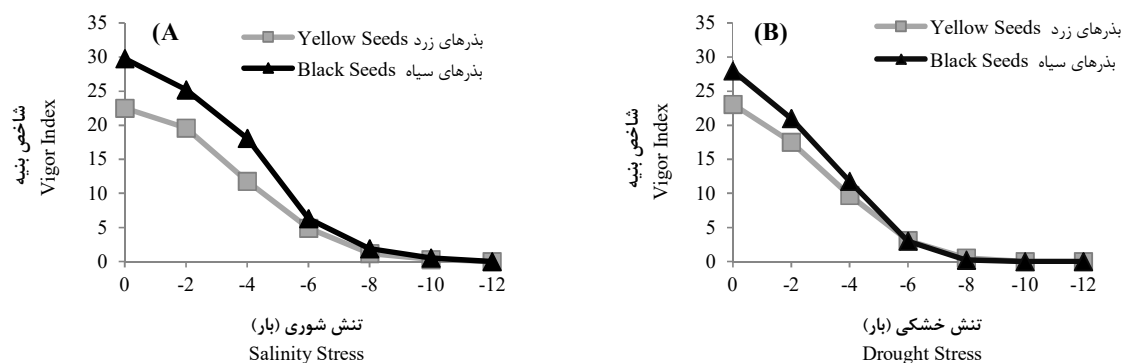 (A
Yellow Seeds بذرهای زرد
Black Seeds بذرهای سیاه
35
30
25
20
15
10
5
0
شاخص بنیه
Vigor Index
0 -2 -4 -6 -8 -10 -12
تنش شوری (بار)
Salinity Stress
(B)
Yellow Seeds بذرهای زرد
Black Seeds بذرهای سیاه
35
30
25
20
15
10
5
0
شاخص بنیه
Vigor Index
0 -2 -4 -6 -8 -10 -12
تنش خشکی (بار)
Drought Stress